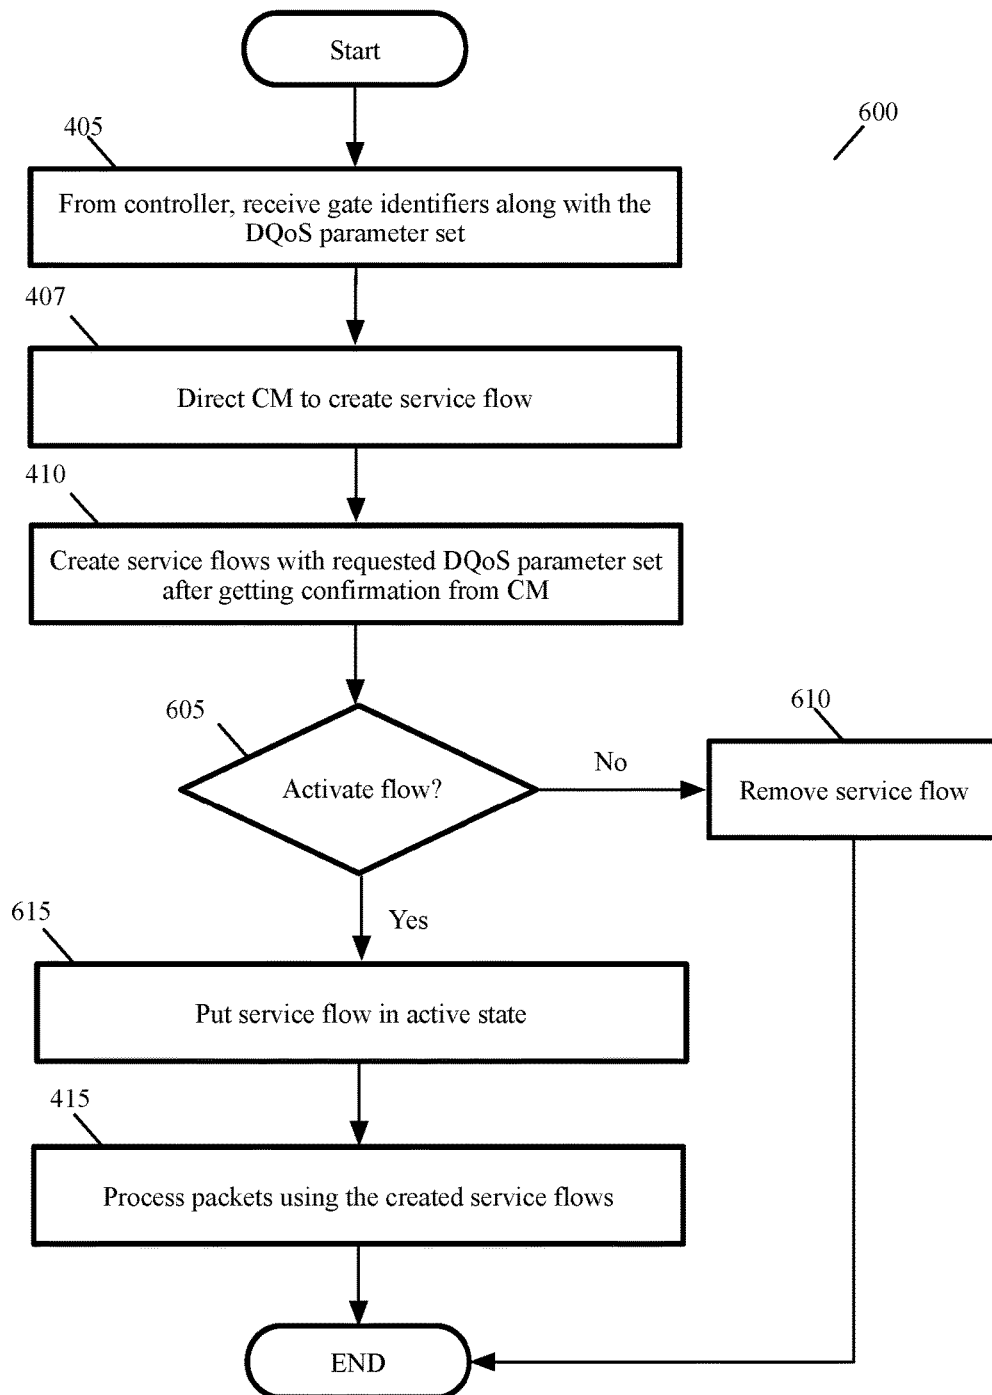 Start
600
405
From controller, receive gate identifiers along with the
DQoS parameter set
407
Direct CM to create service flow
410
Create service flows with requested DQoS parameter set
after getting confirmation from CM
605
Activate flow?
No
610
Remove service flow
Yes
615
Put service flow in active state
415
Process packets using the created service flows
END